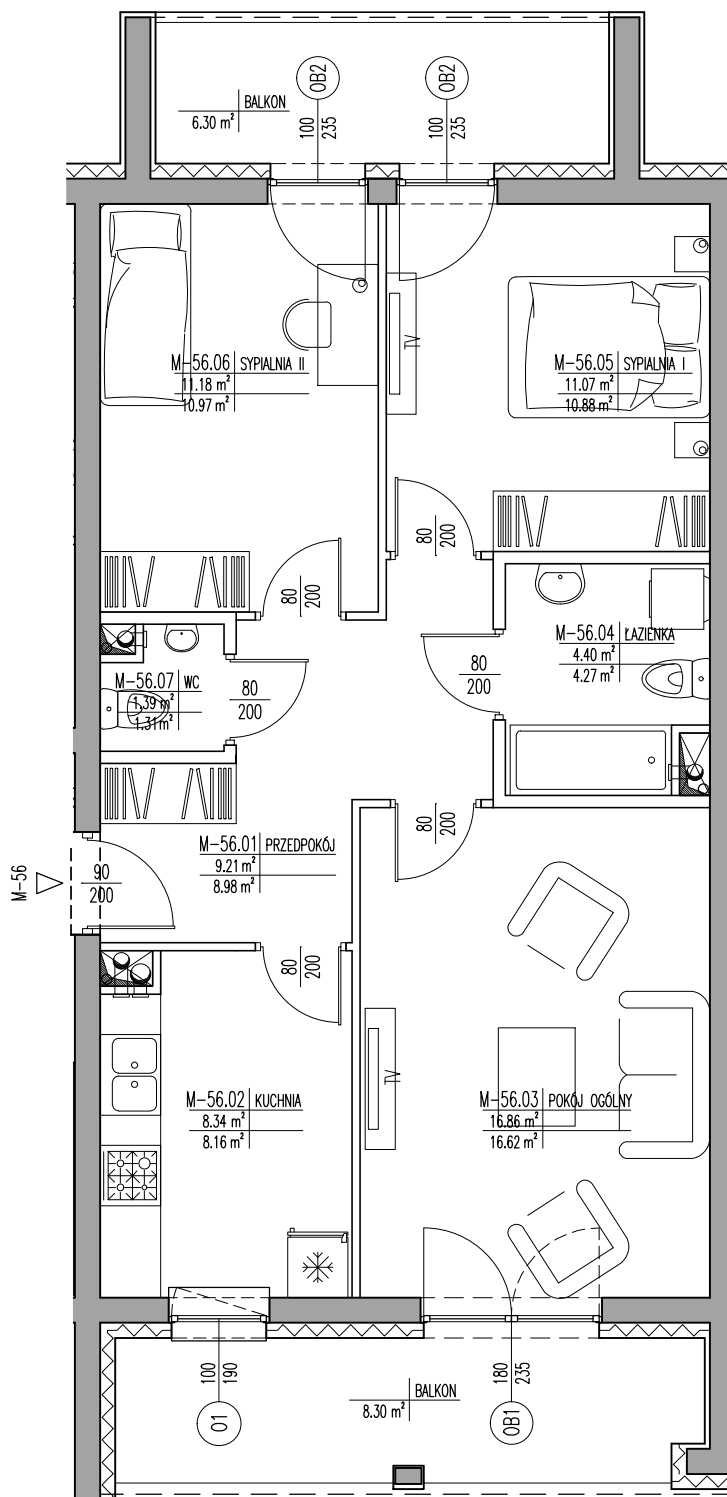 BALKON
6.30 m²
OB2
100
235
OB2
100
235
M-56.06 SYPIALNIA II
11.18 m²
10.97 m²
TV
M-56.05 SYPIALNIA I
11.07 m²
10.88 m²
80
200
80
200
M-56.07 WC
1.39 m²
1.31 m²
80
200
80
200
M-56.04 ŁAZIENKA
4.40 m²
4.27 m²
M-56.01 PRZEDPOKÓJ
9.21 m²
8.98 m²
80
200
M-56
90
200
80
200
M-56.02 KUCHNIA
8.34 m²
8.16 m²
TV
M-56.03 POKÓJ OGÓLNY
16.86 m²
16.62 m²
100
190
O1
BALKON
8.30 m²
180
235
OB1